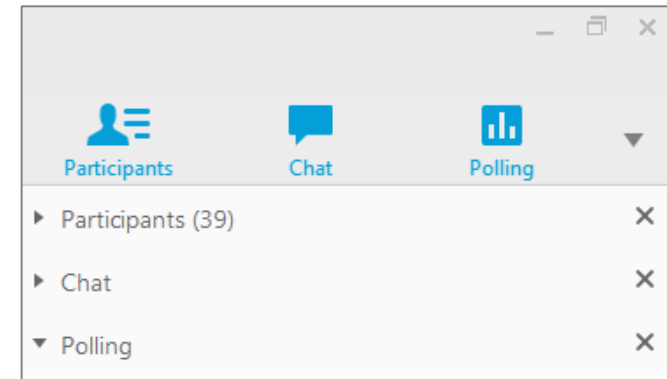 Participants Chat Polling
Participants (39)
Chat
Polling